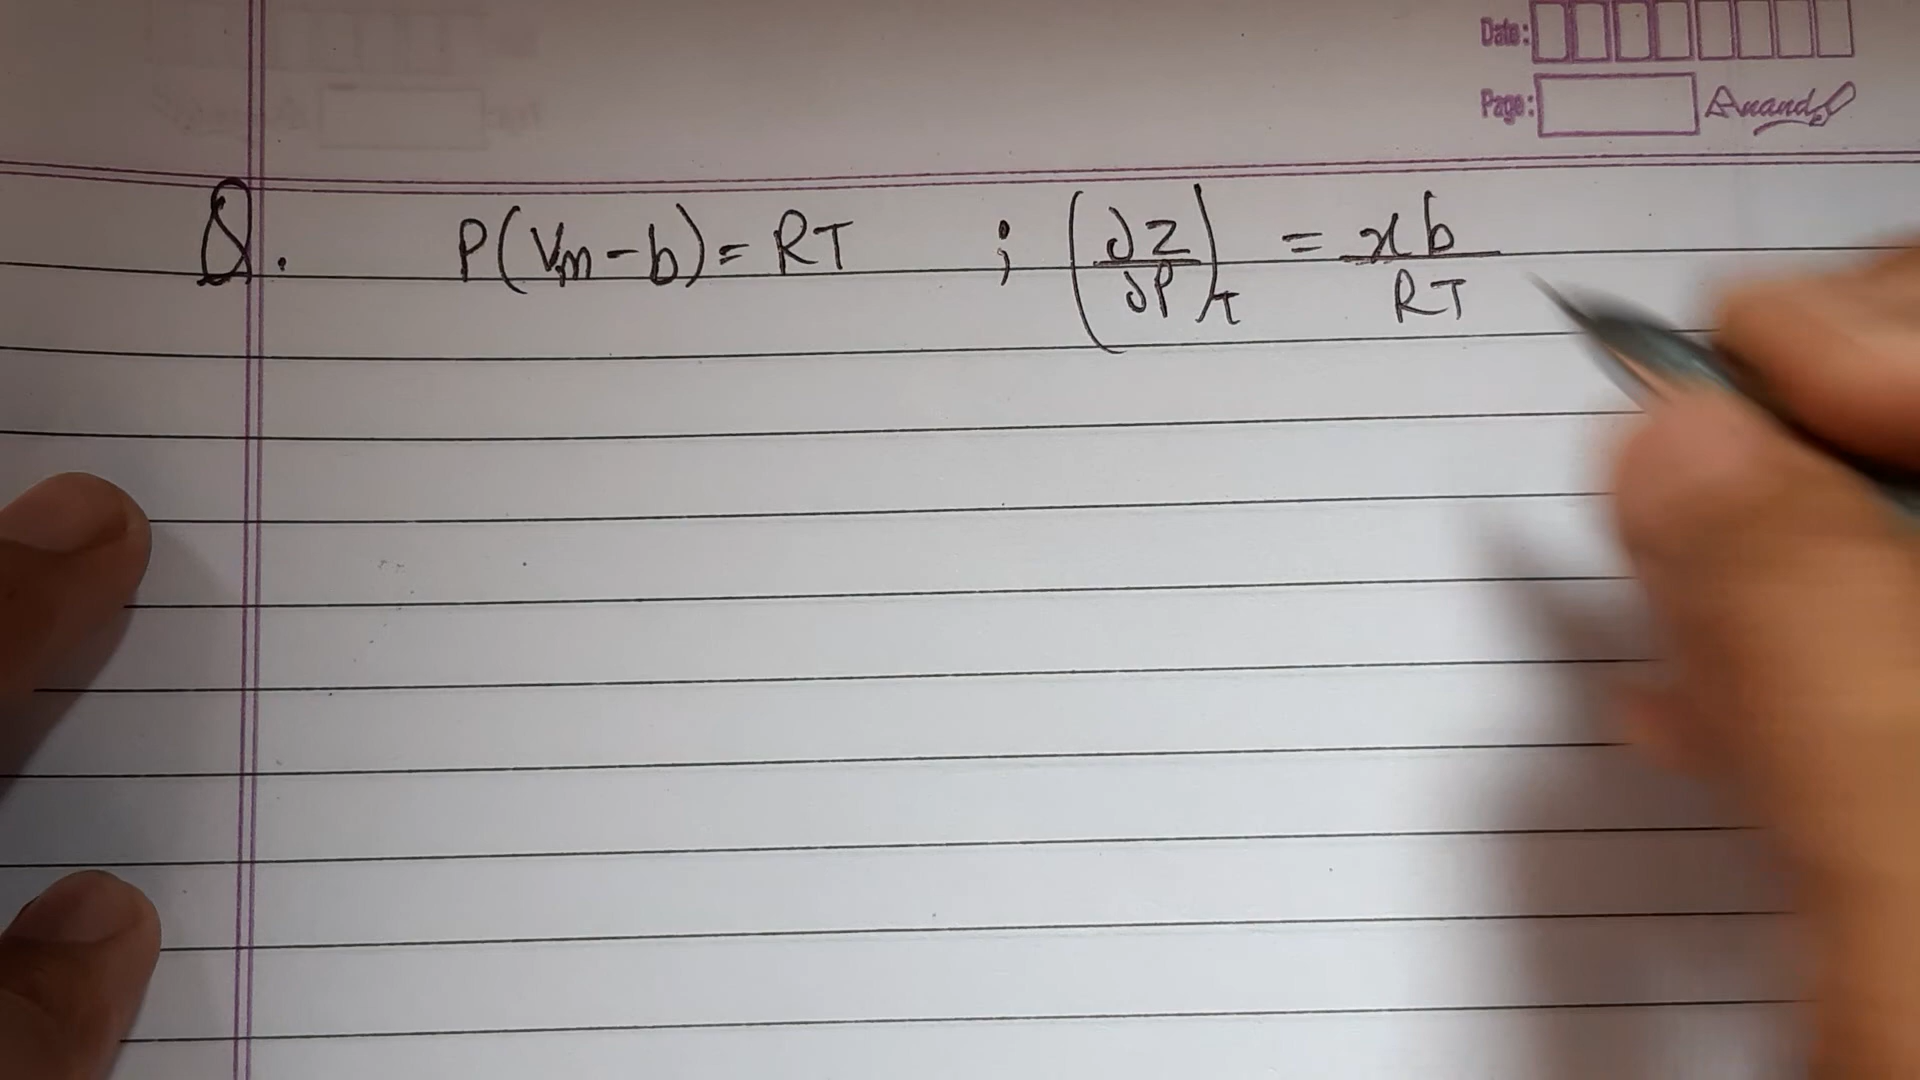 Date:
Page: Anand
Q. P(Vm-b)=RT ; (∂Z/∂P)T = xb/RT